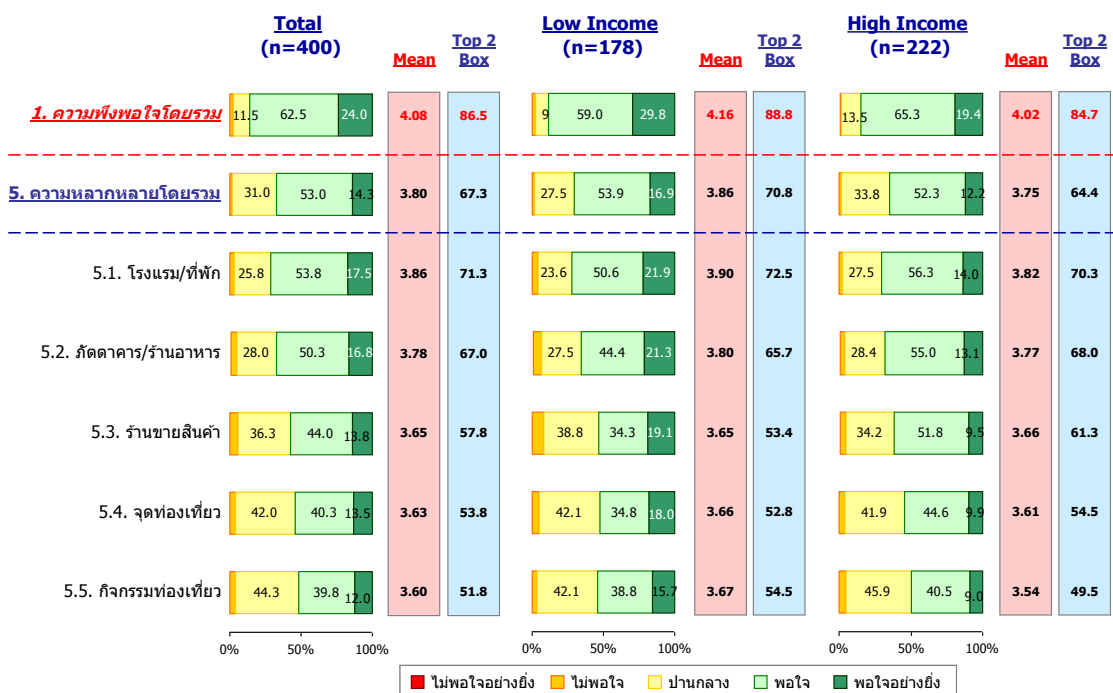 Total
(n=400)
Mean
Top 2
Box
Low Income
(n=178)
Mean
Top 2
Box
High Income
(n=222)
Mean
Top 2
Box
1. ความพึงพอใจโดยรวม 11.5 62.5 24.0 4.08 86.5 9 59.0 29.8 4.16 88.8 13.5 65.3 19.4 4.02 84.7
5. ความหลากหลายโดยรวม 31.0 53.0 14.3 3.80 67.3 27.5 53.9 16.9 3.86 70.8 33.8 52.3 12.2 3.75 64.4
5.1. โรงแรม/ที่พัก 25.8 53.8 17.5 3.86 71.3 23.6 50.6 21.9 3.90 72.5 27.5 56.3 14.0 3.82 70.3
5.2. ภัตตาคาร/ร้านอาหาร 28.0 50.3 16.8 3.78 67.0 27.5 44.4 21.3 3.80 65.7 28.4 55.0 13.1 3.77 68.0
5.3. ร้านขายสินค้า 36.3 44.0 13.8 3.65 57.8 38.8 34.3 19.1 3.65 53.4 34.2 51.8 9.5 3.66 61.3
5.4. จุดท่องเที่ยว 42.0 40.3 13.5 3.63 53.8 42.1 34.8 18.0 3.66 52.8 41.9 44.6 9.9 3.61 54.5
5.5. กิจกรรมท่องเที่ยว 44.3 39.8 12.0 3.60 51.8 42.1 38.8 15.7 3.67 54.5 45.9 40.5 9.0 3.54 49.5
0% 50% 100% 0% 50% 100% 0% 50% 100%
ไม่พอใจอย่างยิ่ง ไม่พอใจ ปานกลาง พอใจ พอใจอย่างยิ่ง